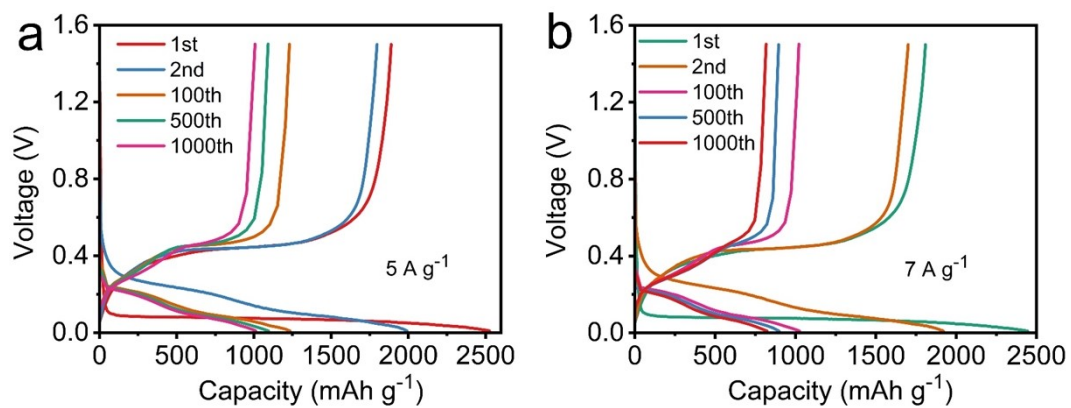 a
1.6
1.2
0.8
0.4
0.0
Voltage (V)
1st
2nd
100th
500th
1000th
5 A g⁻¹
0 500 1000 1500 2000 2500
Capacity (mAh g⁻¹)
b
1.6
1.2
0.8
0.4
0.0
Voltage (V)
1st
2nd
100th
500th
1000th
7 A g⁻¹
0 500 1000 1500 2000 2500
Capacity (mAh g⁻¹)